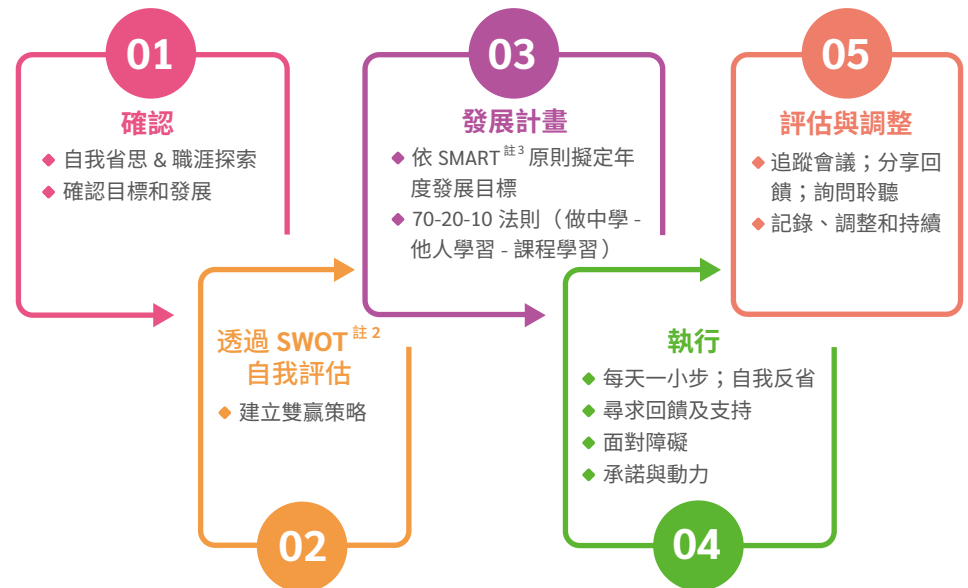 01
確認
◆ 自我省思 & 職涯探索
◆ 確認目標和發展
02
透過 SWOT 註 2
自我評估
◆ 建立雙贏策略
03
發展計畫
◆ 依 SMART 註3 原則擬定年
度發展目標
◆ 70-20-10 法則（做中學 -
他人學習 - 課程學習）
04
執行
◆ 每天一小步；自我反省
◆ 尋求回饋及支持
◆ 面對障礙
◆ 承諾與動力
05
評估與調整
◆ 追蹤會議；分享回
饋；詢問聆聽
◆ 記錄、調整和持續